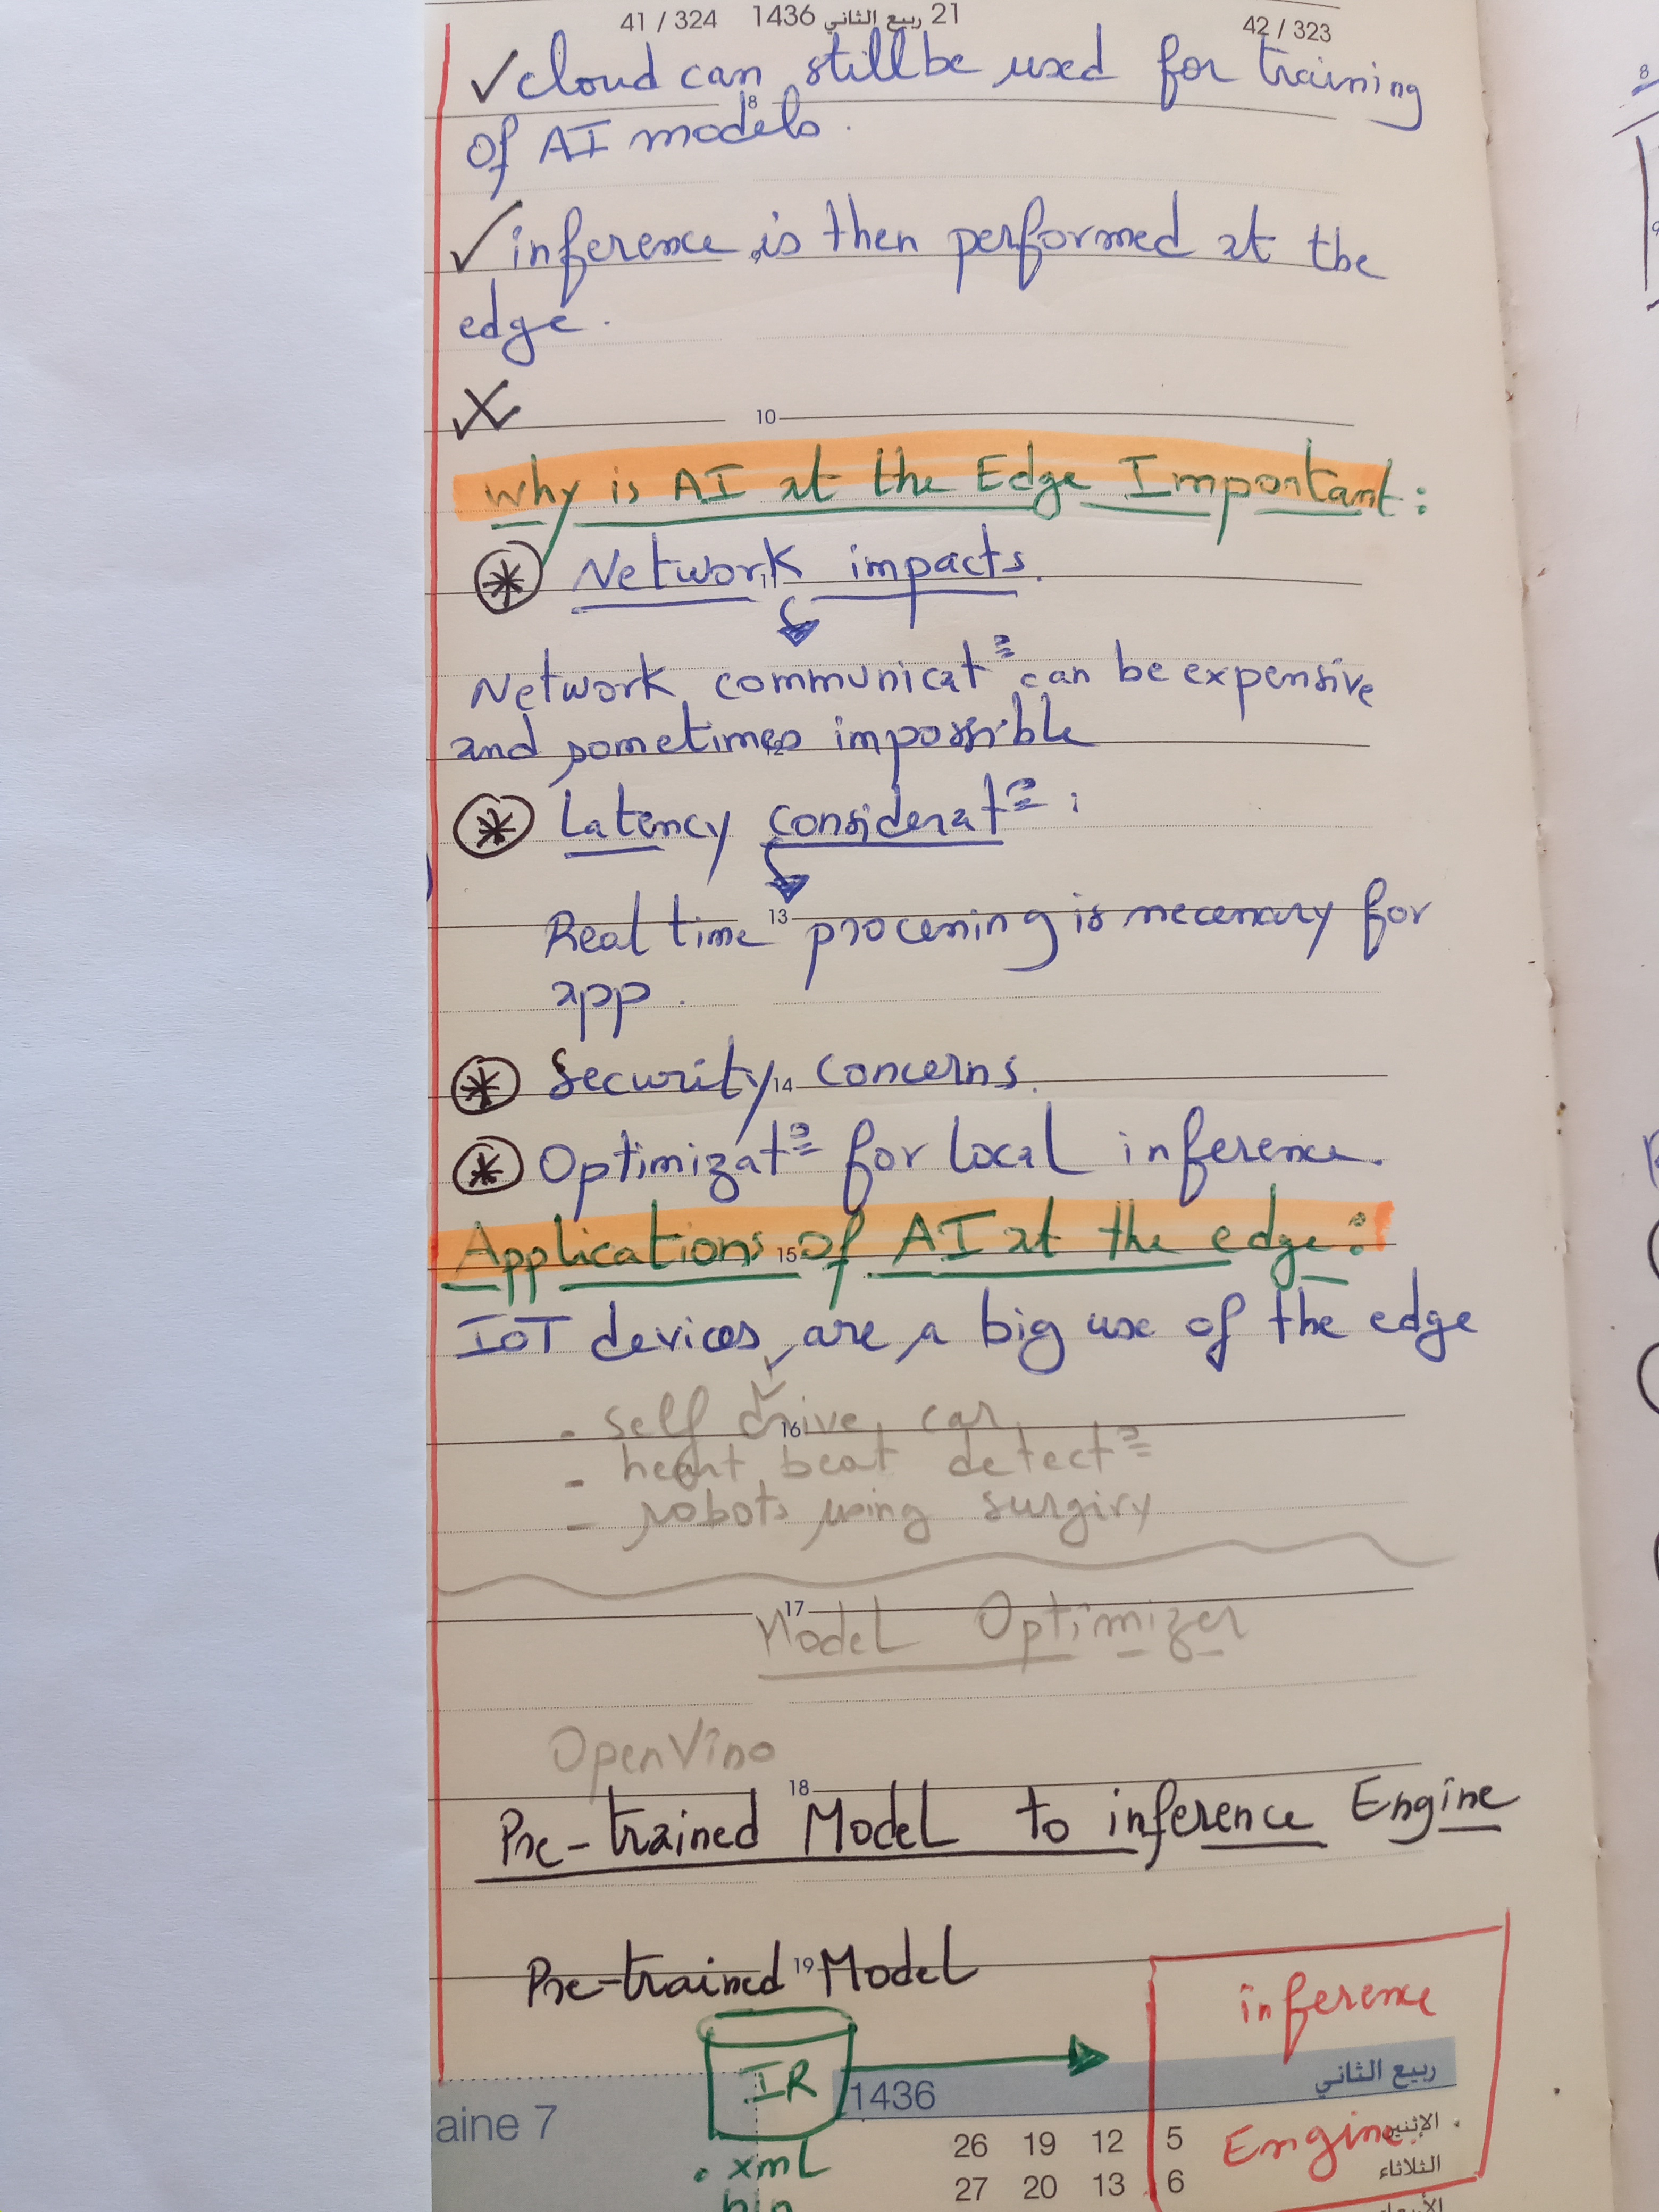 41 / 324 21 ربيع الثاني 1436 42 / 323
✓ cloud can still be used for training
8
of AI models.
✓ inference is then performed at the
9
edge.
X
10
Why is AI at the Edge Important:
* Network impacts.
11
Network communicat° can be expensive
and sometimes impossible
12
* Latency considerat° :
Real time processing is necessary for
13
app.
* Security concerns.
14
* Optimizat° for local inference.
Applications of AI at the edge:
15
IoT devices are a big use of the edge
- self drive car
16
- heart beat detect°
- robots using surgiry
17
Model Optimizer
OpenVino
18
Pre-trained Model to inference Engine
Pre-trained Model
19
inference
IR
ربيع الثاني
1436
aine 7
26 19 12 5 الإثنين
Engine
. xml
27 20 13 6 الثلاثاء
bin